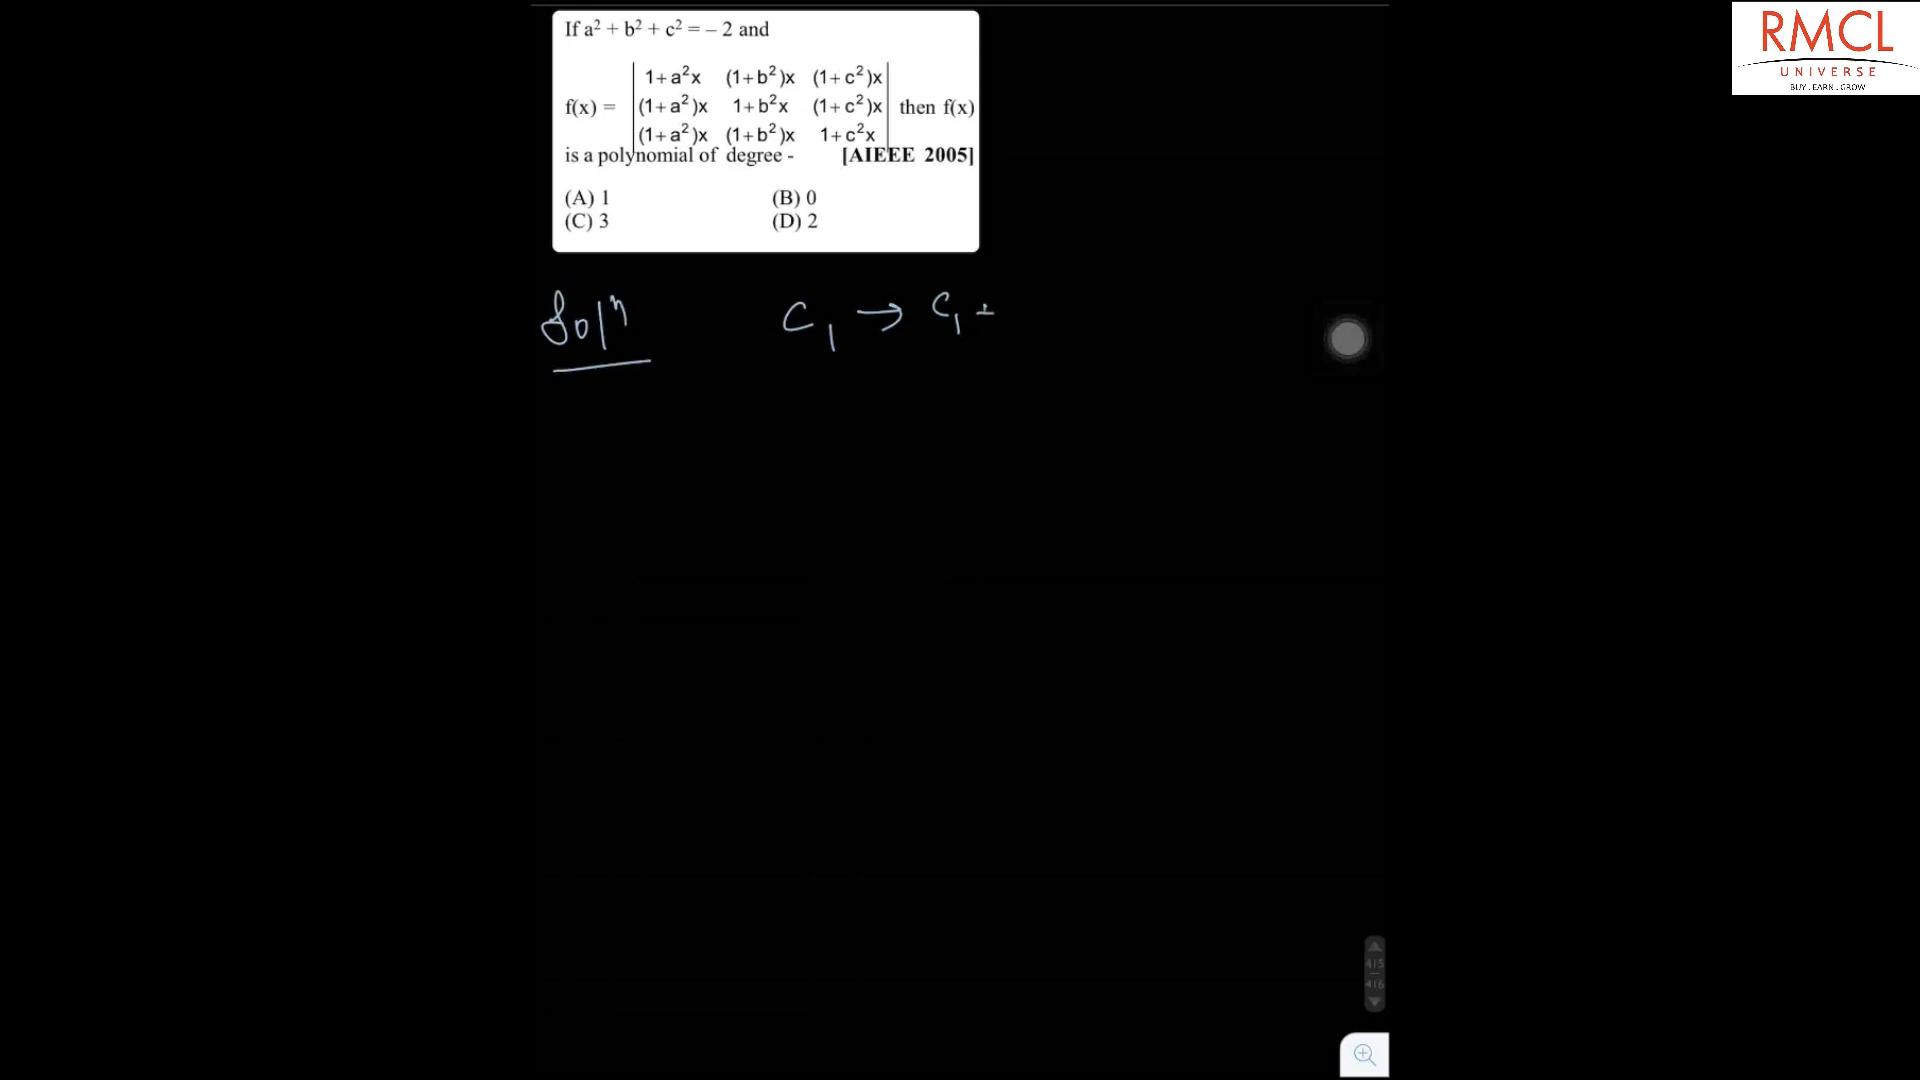 If a² + b² + c² = – 2 and
1+a²x (1+b²)x (1+c²)x
f(x) = (1+a²)x 1+b²x (1+c²)x then f(x)
(1+a²)x (1+b²)x 1+c²x
is a polynomial of degree - [AIEEE 2005]
(A) 1 (B) 0
(C) 3 (D) 2
Solⁿ C₁ → C₁ +
RMCL
UNIVERSE
BUY . EARN . GROW
415
416